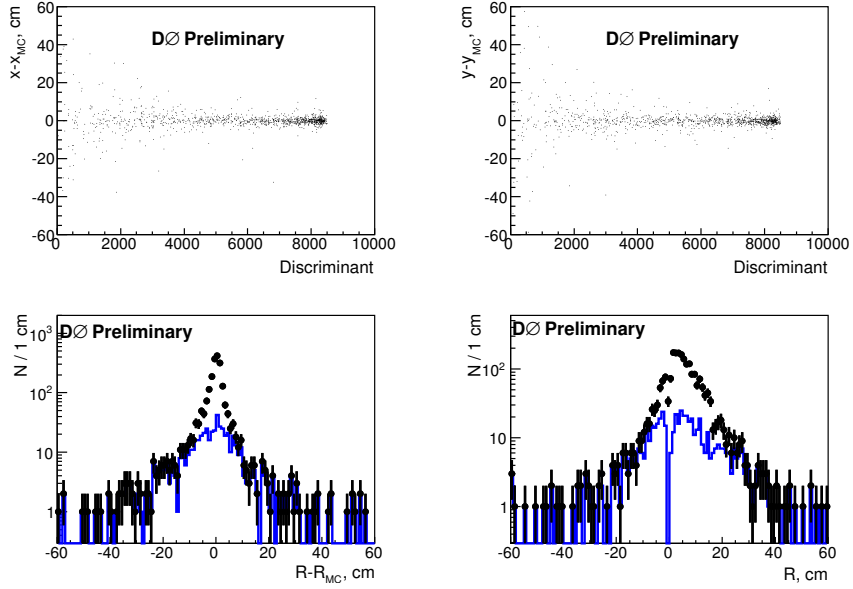 x-xMC, cm
60
40
20
0
-20
-40
-60
DØ Preliminary
0 2000 4000 6000 8000 10000
Discriminant
y-yMC, cm
60
40
20
0
-20
-40
-60
DØ Preliminary
0 2000 4000 6000 8000 10000
Discriminant
N / 1 cm
10³
10²
10
1
DØ Preliminary
-60 -40 -20 0 20 40 60
R-RMC, cm
N / 1 cm
10²
10
1
DØ Preliminary
-60 -40 -20 0 20 40 60
R, cm